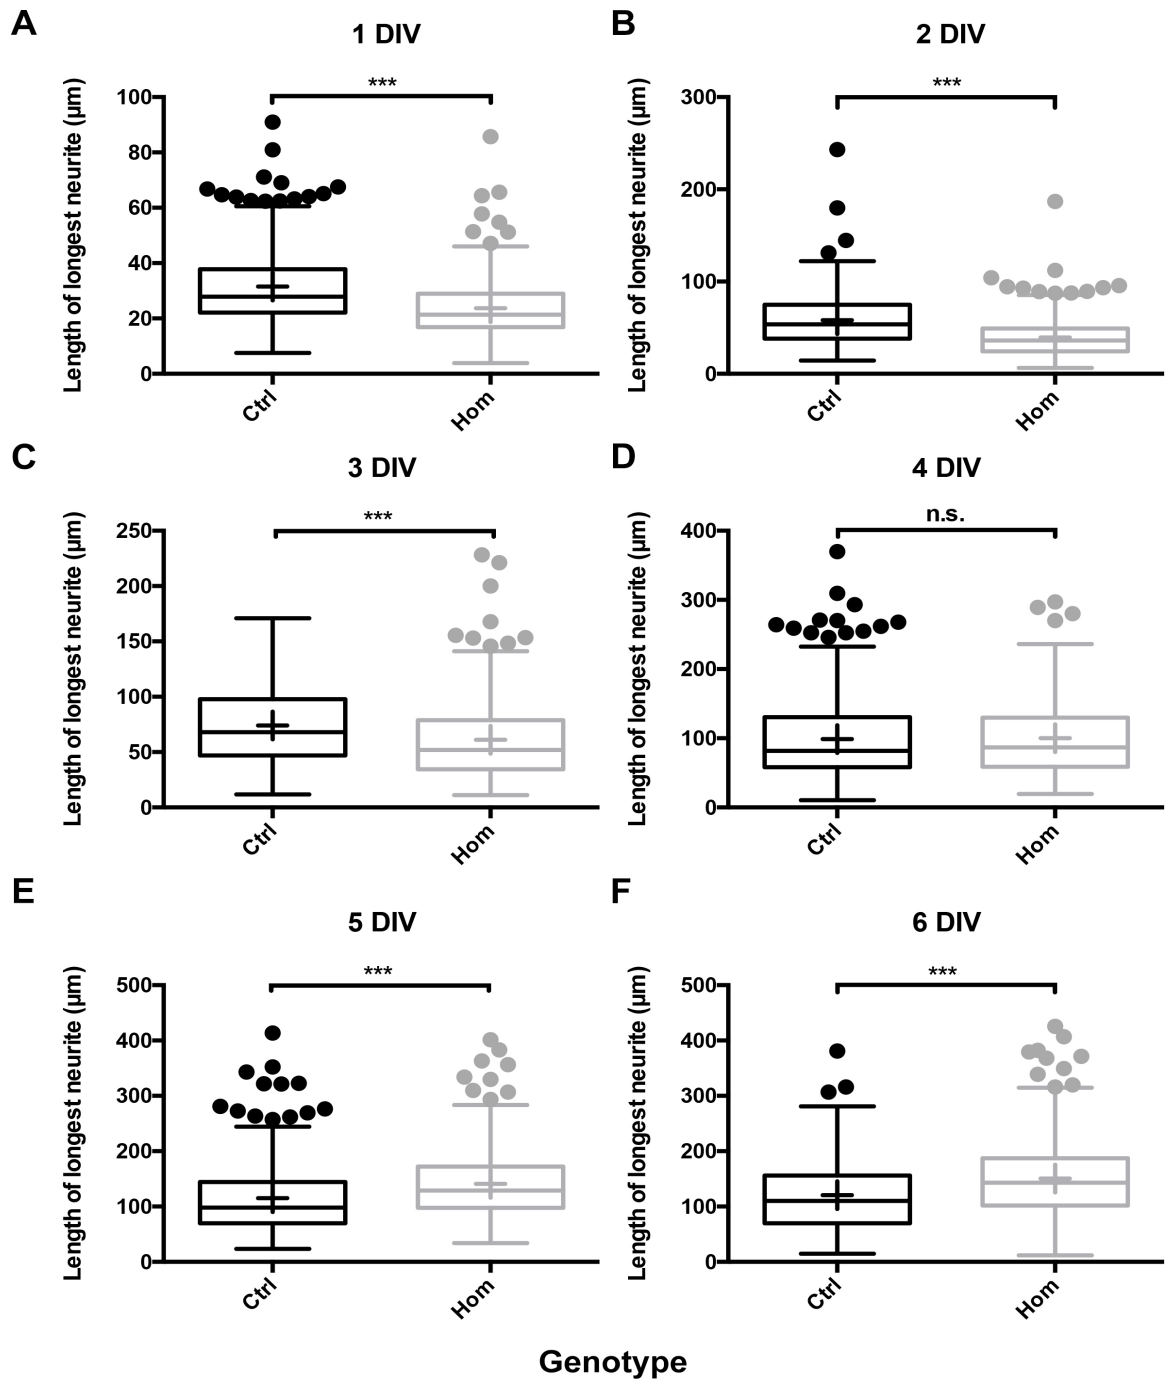 A
1 DIV
***
Length of longest neurite (µm)
100
80
60
40
20
0
Ctrl
Hom
B
2 DIV
***
Length of longest neurite (µm)
300
200
100
0
Ctrl
Hom
C
3 DIV
***
Length of longest neurite (µm)
250
200
150
100
50
0
Ctrl
Hom
D
4 DIV
n.s.
Length of longest neurite (µm)
400
300
200
100
0
Ctrl
Hom
E
5 DIV
***
Length of longest neurite (µm)
500
400
300
200
100
0
Ctrl
Hom
F
6 DIV
***
Length of longest neurite (µm)
500
400
300
200
100
0
Ctrl
Hom
Genotype